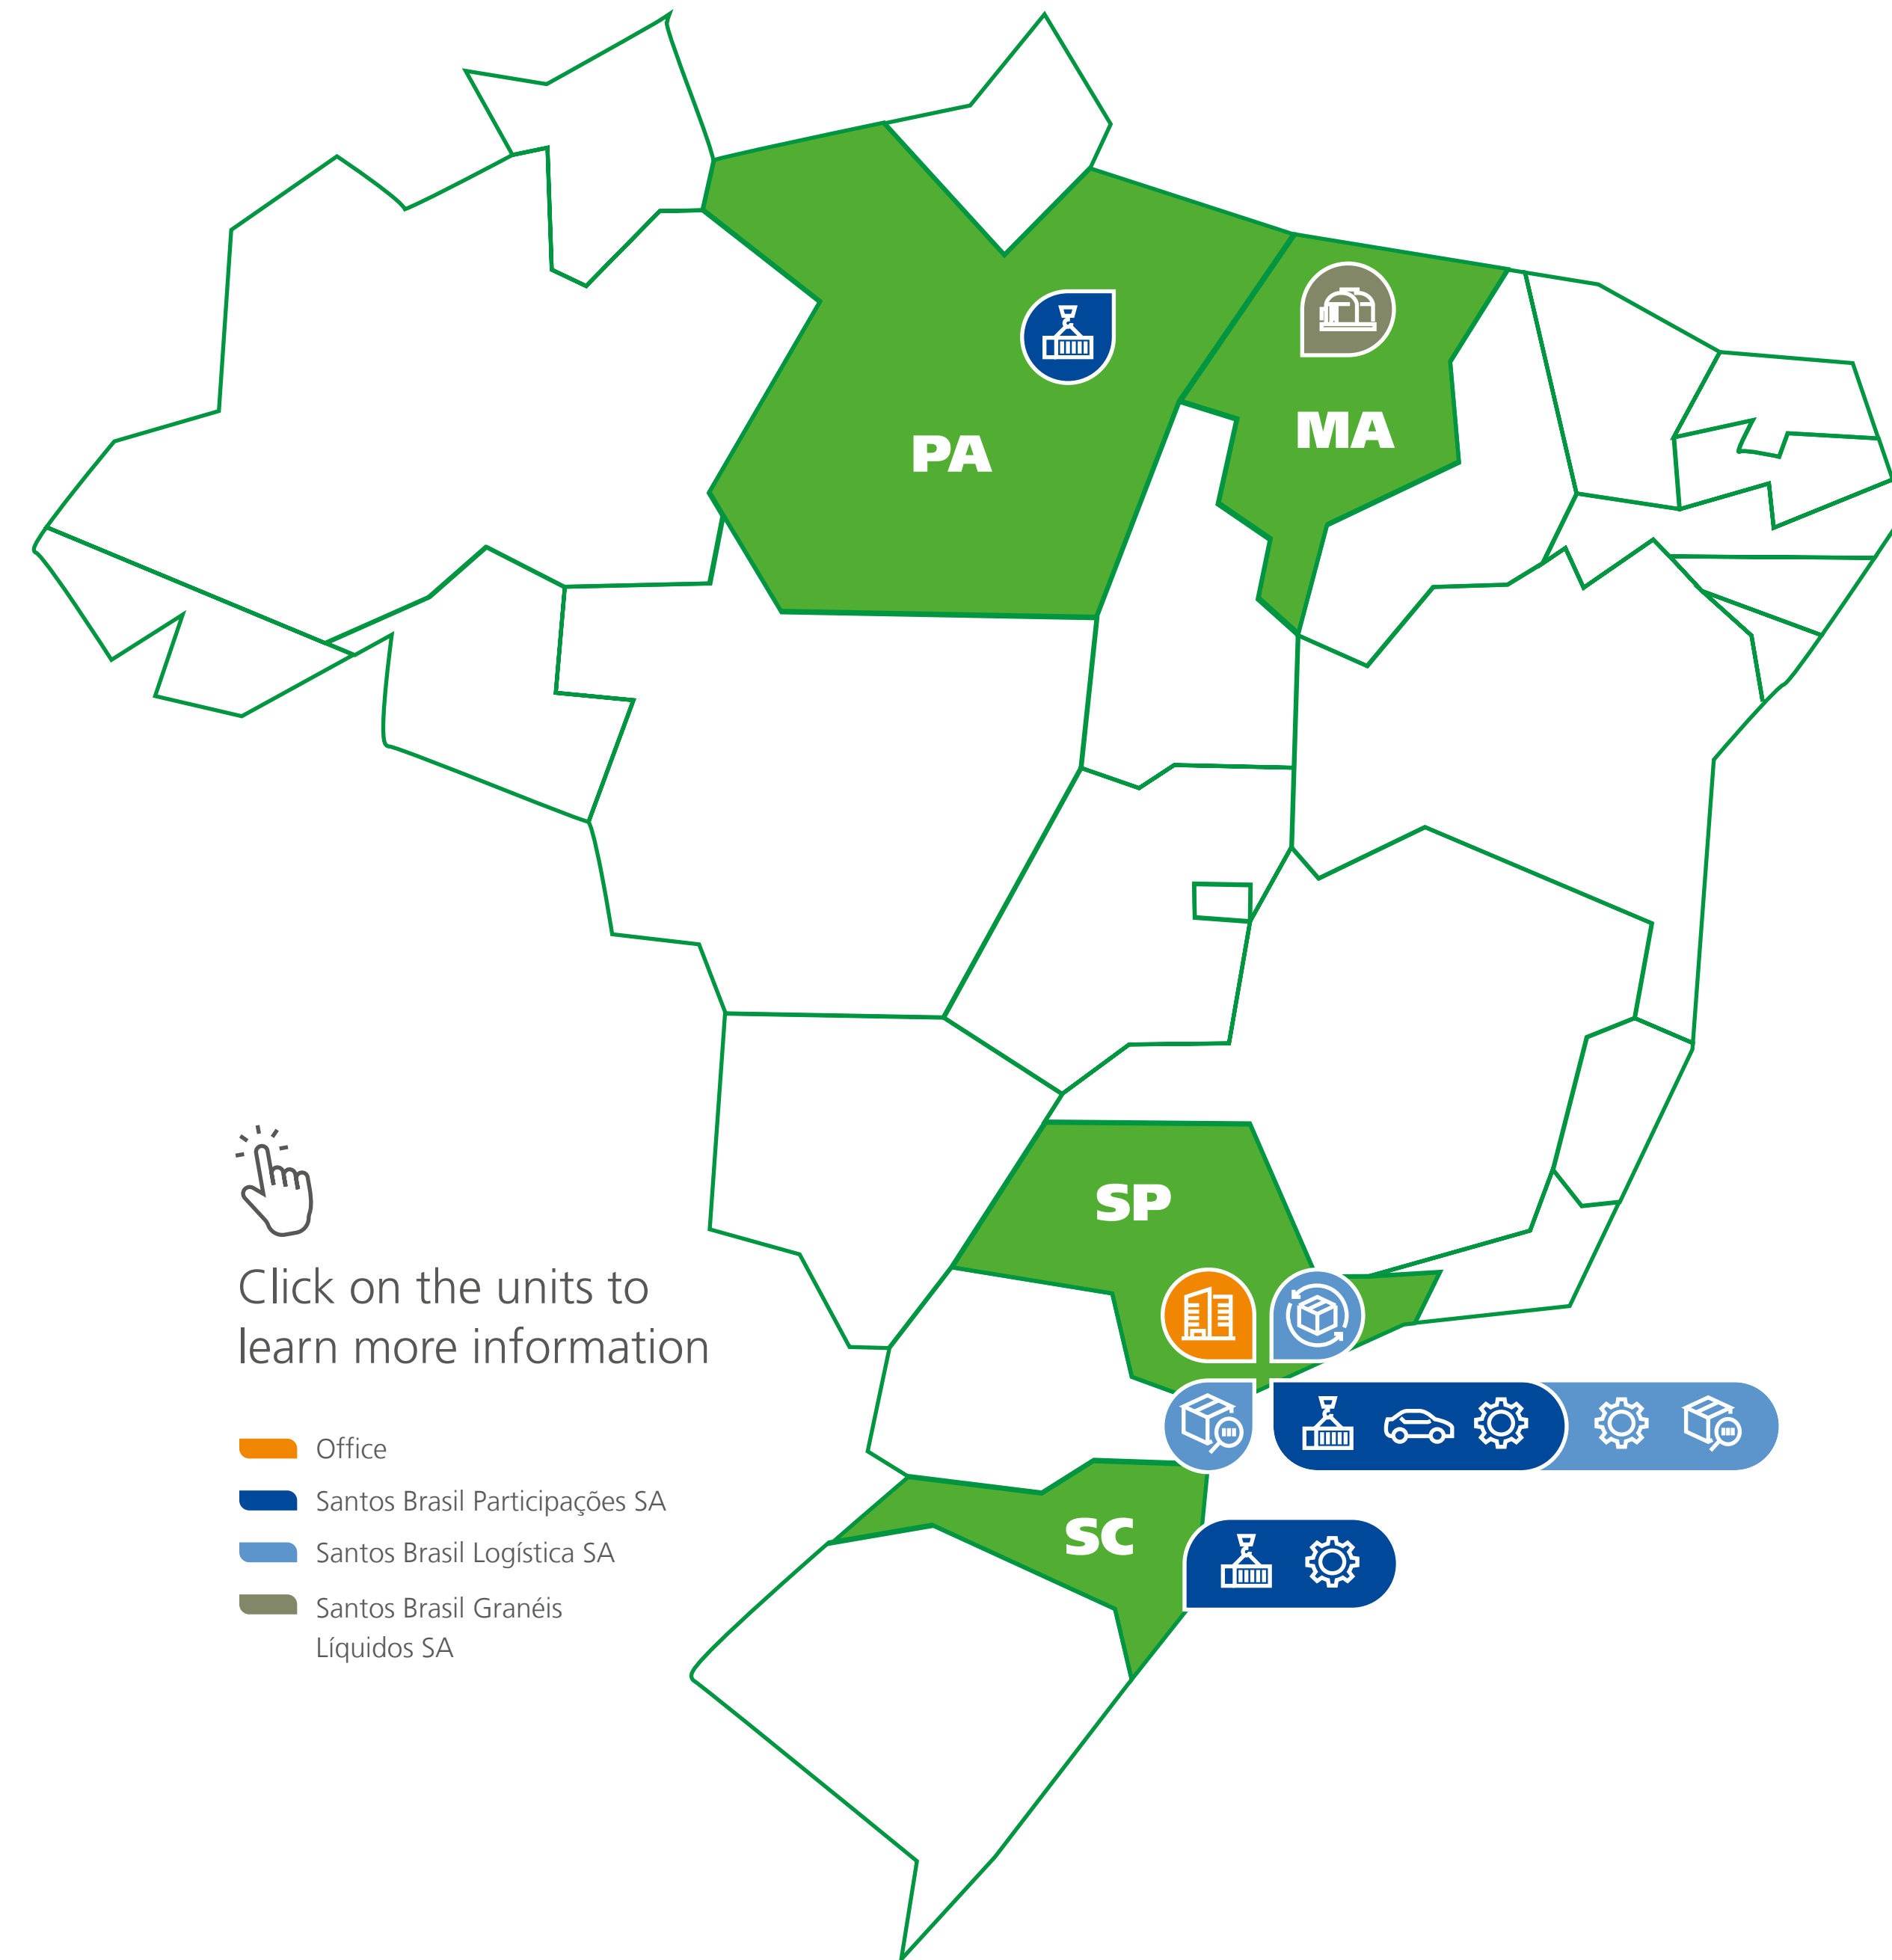 PA
MA
SP
SC
Click on the units to
learn more information
Office
Santos Brasil Participações SA
Santos Brasil Logística SA
Santos Brasil Granéis
Líquidos SA